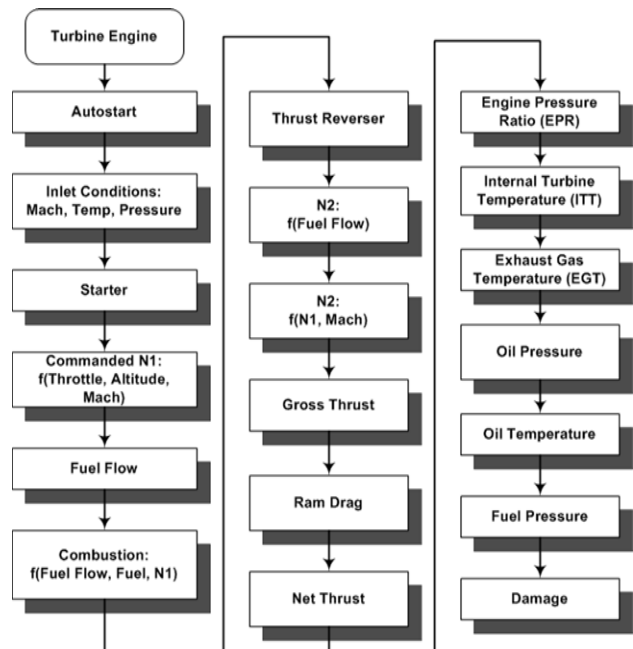 Turbine Engine
Autostart
Inlet Conditions:
Mach, Temp, Pressure
Starter
Commanded N1:
f(Throttle, Altitude,
Mach)
Fuel Flow
Combustion:
f(Fuel Flow, Fuel, N1)
Thrust Reverser
N2:
f(Fuel Flow)
N2:
f(N1, Mach)
Gross Thrust
Ram Drag
Net Thrust
Engine Pressure
Ratio (EPR)
Internal Turbine
Temperature (ITT)
Exhaust Gas
Temperature (EGT)
Oil Pressure
Oil Temperature
Fuel Pressure
Damage